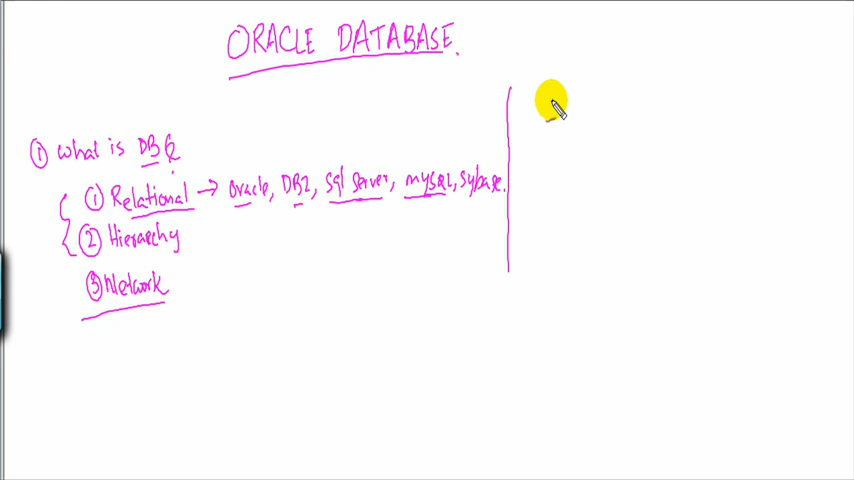 ORACLE DATABASE.
① What is DB?
① Relational → Oracle, DB2, Sql server, mysql, sybase.
② Hierarchy
③ Network